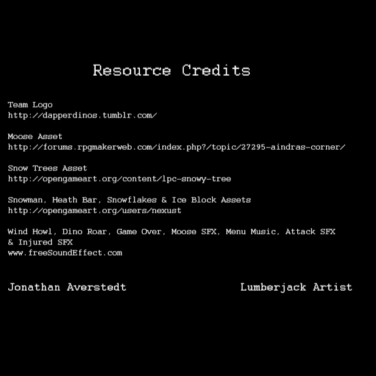 Resource Credits
Team Logo
http://dapperdinos.tumblr.com/
Moose Asset
http://forums.rpgmakerweb.com/index.php?/topic/27295-aindras-corner/
Snow Trees Asset
http://opengameart.org/content/lpc-snowy-tree
Snowman, Heath Bar, Snowflakes & Ice Block Assets
http://opengameart.org/users/nexust
Wind Howl, Dino Roar, Game Over, Moose SFX, Menu Music, Attack SFX
& Injured SFX
www.freeSoundEffect.com
Jonathan Averstedt Lumberjack Artist